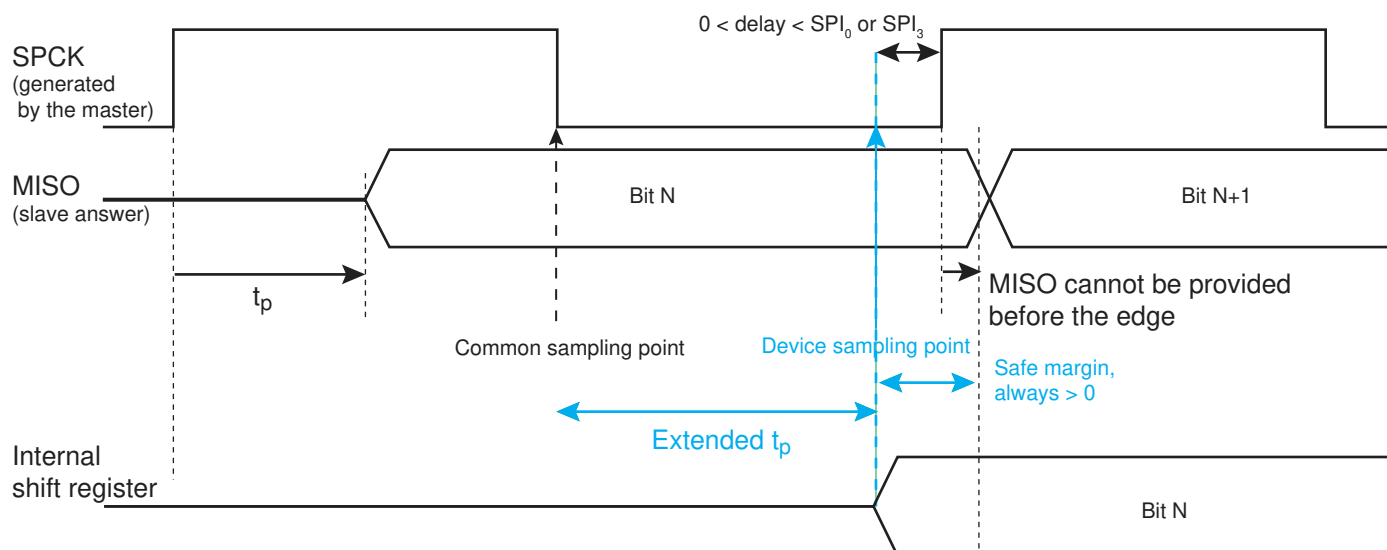 0 < delay < SPI₀ or SPI₃
SPCK
(generated
by the master)
MISO
(slave answer)
Bit N
Bit N+1
tₚ
MISO cannot be provided
before the edge
Common sampling point
Device sampling point
Safe margin,
always > 0
Extended tₚ
Internal
shift register
Bit N